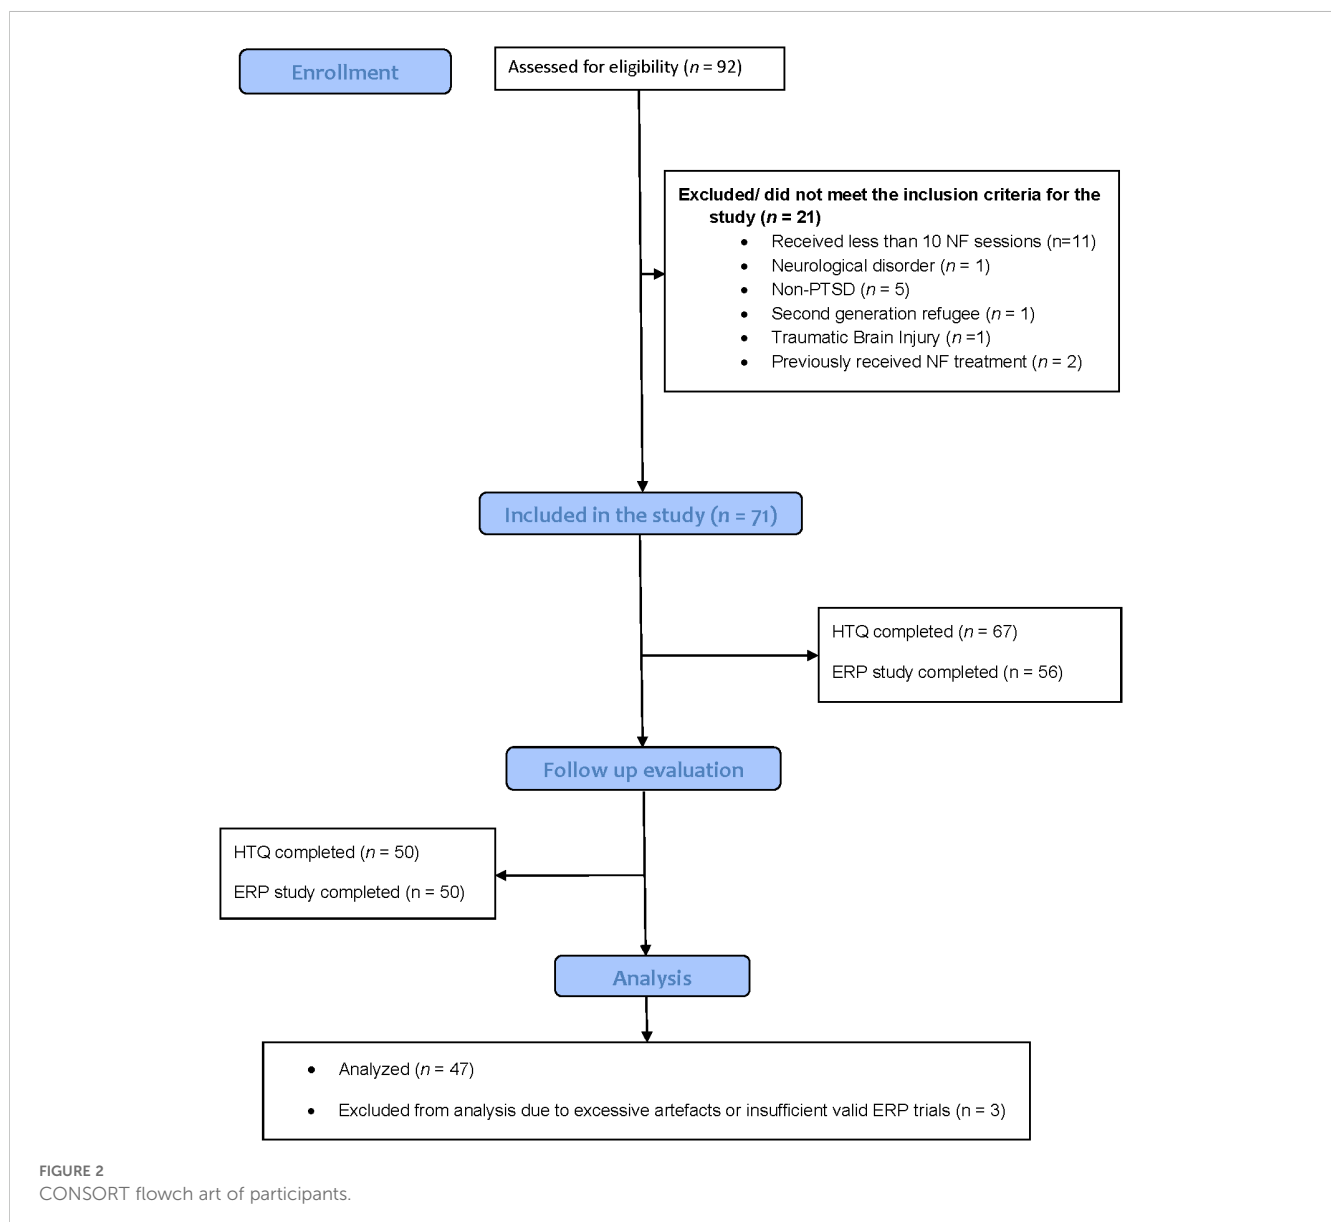 Enrollment
Assessed for eligibility (n = 92)
Excluded/ did not meet the inclusion criteria for the
study (n = 21)
• Received less than 10 NF sessions (n=11)
• Neurological disorder (n = 1)
• Non-PTSD (n = 5)
• Second generation refugee (n = 1)
• Traumatic Brain Injury (n =1)
• Previously received NF treatment (n = 2)
Included in the study (n = 71)
HTQ completed (n = 67)
ERP study completed (n = 56)
Follow up evaluation
HTQ completed (n = 50)
ERP study completed (n = 50)
Analysis
• Analyzed (n = 47)
• Excluded from analysis due to excessive artefacts or insufficient valid ERP trials (n = 3)
FIGURE 2
CONSORT flowch art of participants.